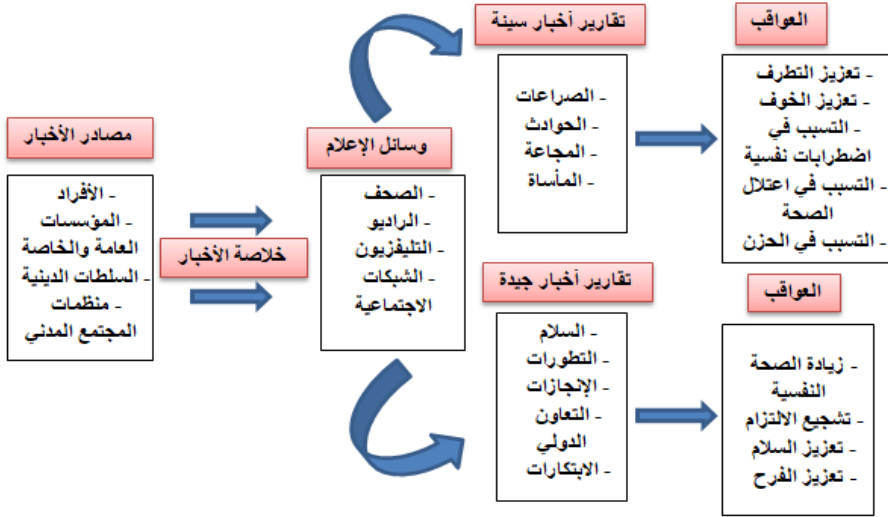 مصادر الأخبار
- الأفراد
- المؤسسات
العامة والخاصة
- السلطات الدينية
- منظمات
المجتمع المدني
خلاصة الأخبار
وسائل الإعلام
- الصحف
- الراديو
- التليفزيون
- الشبكات
الاجتماعية
تقارير أخبار سيئة
- الصراعات
- الحوادث
- المجاعة
- المأساة
العواقب
- تعزيز التطرف
- تعزيز الخوف
- التسبب في
اضطرابات نفسية
- التسبب في اعتلال
الصحة
- التسبب في الحزن
تقارير أخبار جيدة
- السلام
- التطورات
- الإنجازات
- التعاون
الدولي
- الابتكارات
العواقب
- زيادة الصحة
النفسية
- تشجيع الالتزام
- تعزيز السلام
- تعزيز الفرح